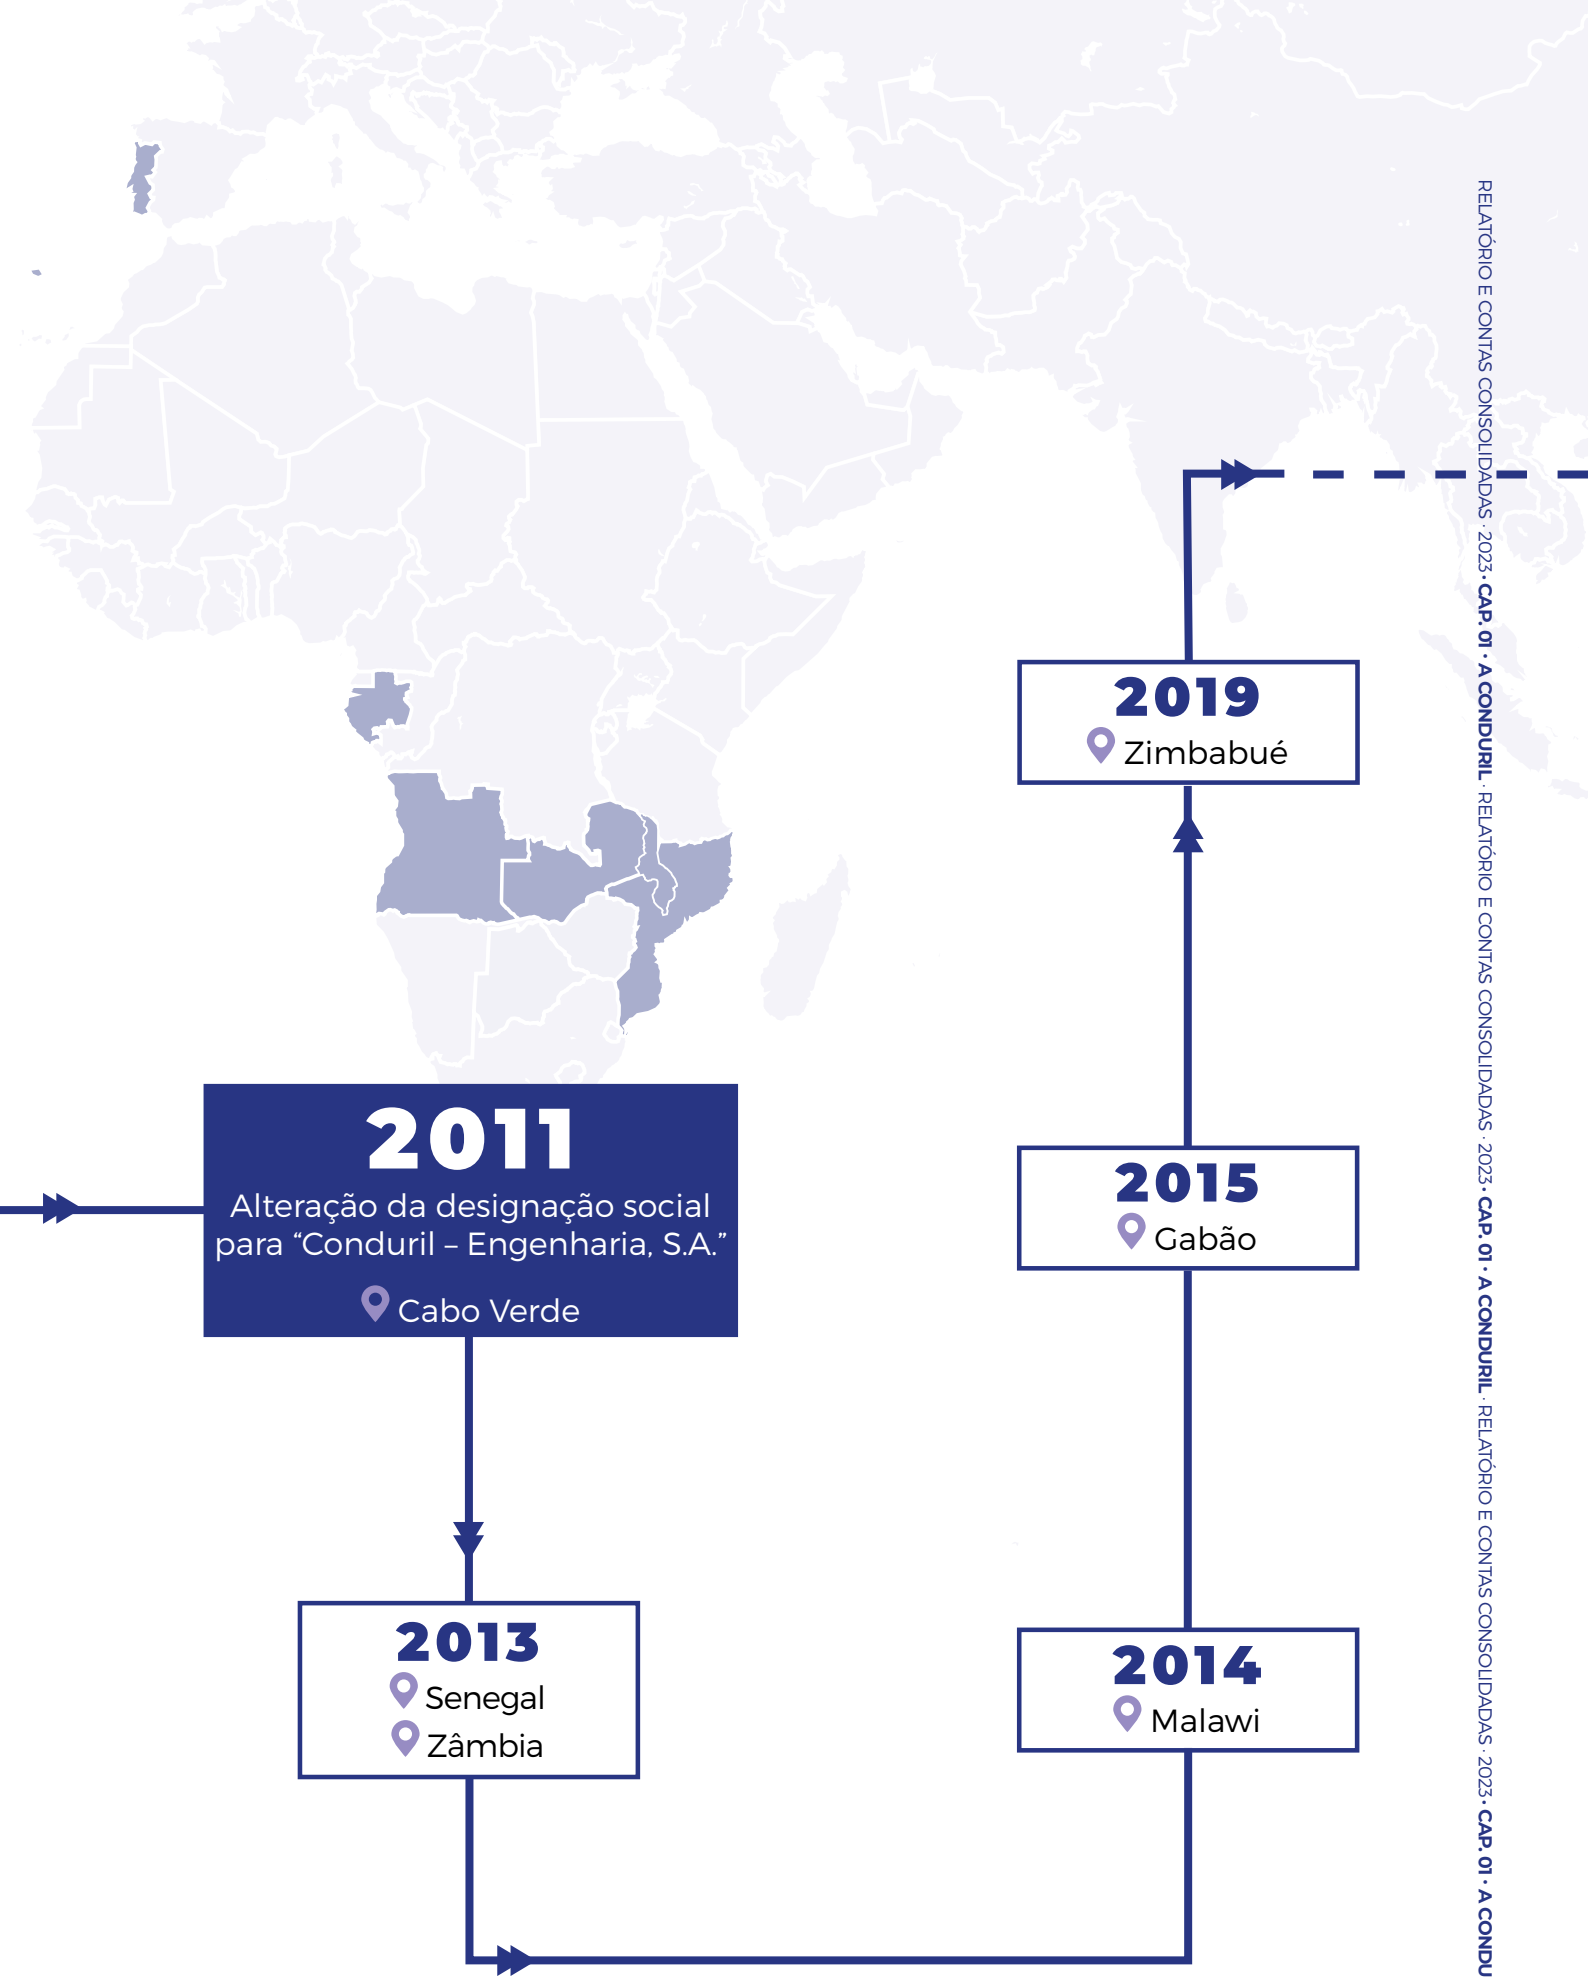 2011
Alteração da designação social
para “Conduril – Engenharia, S.A.”
Cabo Verde
2013
Senegal
Zâmbia
2014
Malawi
2015
Gabão
2019
Zimbabué
RELATÓRIO E CONTAS CONSOLIDADAS · 2023 • CAP. 01 • A CONDURIL · RELATÓRIO E CONTAS CONSOLIDADAS · 2023 • CAP. 01 • A CONDURIL · RELATÓRIO E CONTAS CONSOLIDADAS · 2023 • CAP. 01 • A CONDU